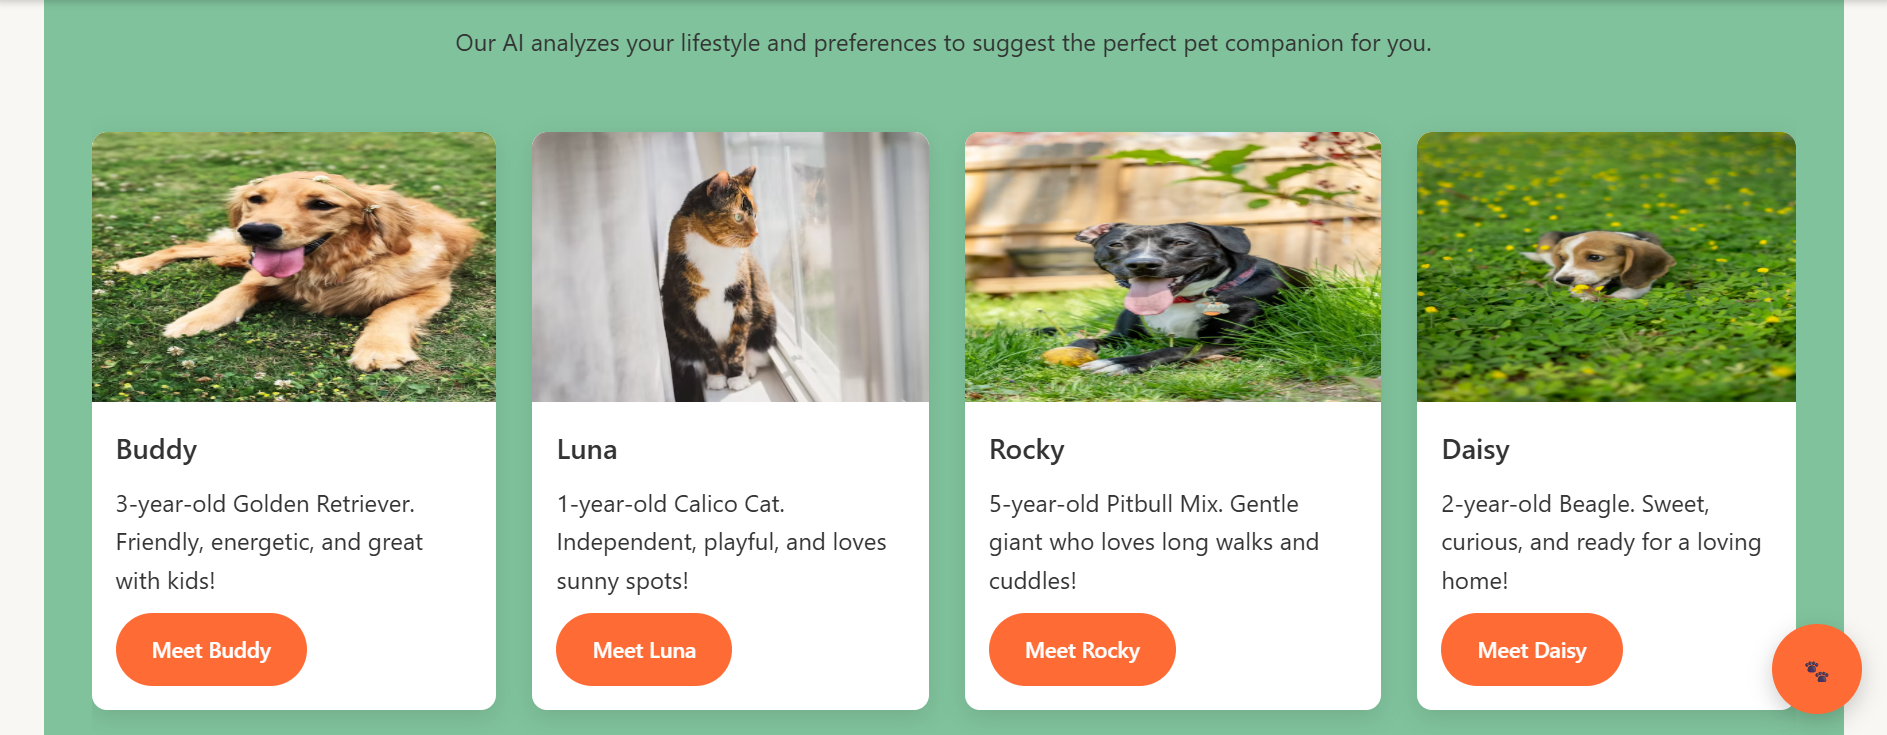 Our AI analyzes your lifestyle and preferences to suggest the perfect pet companion for you.
Buddy
3-year-old Golden Retriever.
Friendly, energetic, and great
with kids!
Meet Buddy
Luna
1-year-old Calico Cat.
Independent, playful, and loves
sunny spots!
Meet Luna
Rocky
5-year-old Pitbull Mix. Gentle
giant who loves long walks and
cuddles!
Meet Rocky
Daisy
2-year-old Beagle. Sweet,
curious, and ready for a loving
home!
Meet Daisy